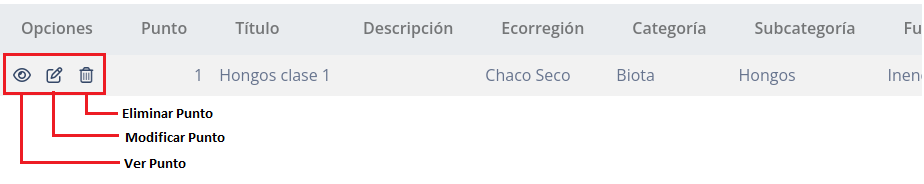 Opciones Punto Título Descripción Ecorregión Categoría Subcategoría Fu
1 Hongos clase 1 Chaco Seco Biota Hongos Inen
Eliminar Punto
Modificar Punto
Ver Punto